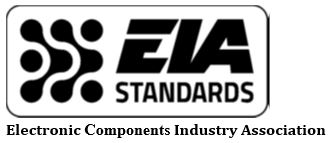 EIA
STANDARDS
Electronic Components Industry Association